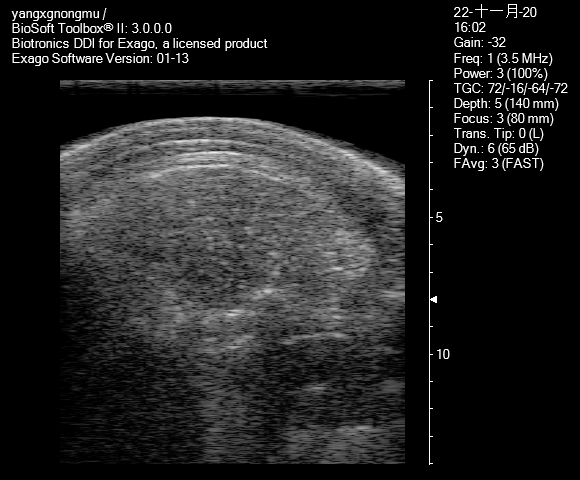 yangxgnongmu /
BioSoft Toolbox® II: 3.0.0.0
Biotronics DDI for Exago, a licensed product
Exago Software Version: 01-13
22-十一月-20
16:02
Gain: -32
Freq: 1 (3.5 MHz)
Power: 3 (100%)
TGC: 72/-16/-64/-72
Depth: 5 (140 mm)
Focus: 3 (80 mm)
Trans. Tip: 0 (L)
Dyn.: 6 (65 dB)
FAvg: 3 (FAST)
5
10